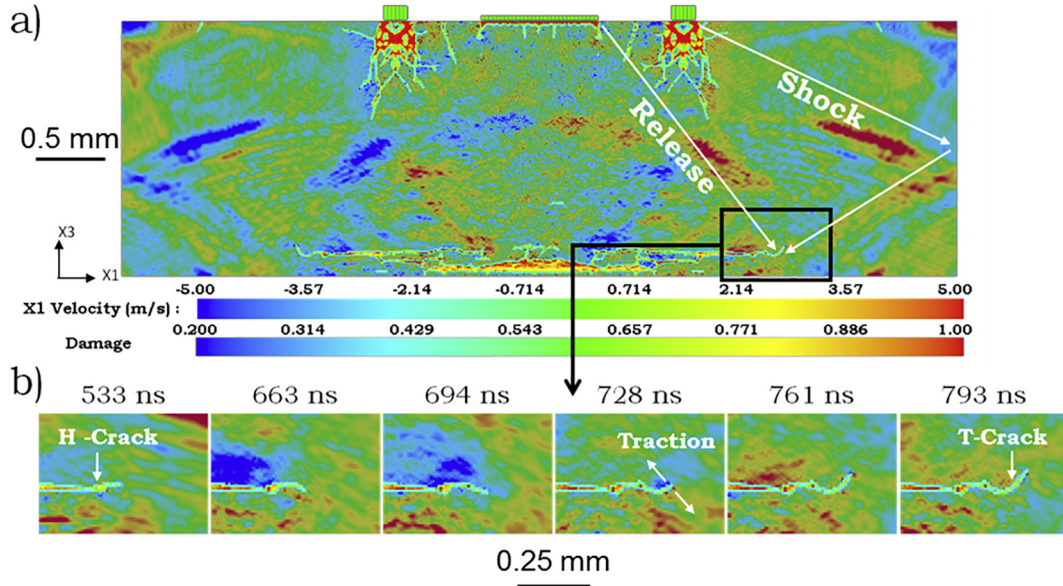 a)
Shock
Release
0.5 mm
X3
X1
-5.00 -3.57 -2.14 -0.714 0.714 2.14 3.57 5.00
X1 Velocity (m/s) :
0.200 0.314 0.429 0.543 0.657 0.771 0.886 1.00
Damage
b)
533 ns 663 ns 694 ns 728 ns 761 ns 793 ns
H -Crack Traction T-Crack
0.25 mm